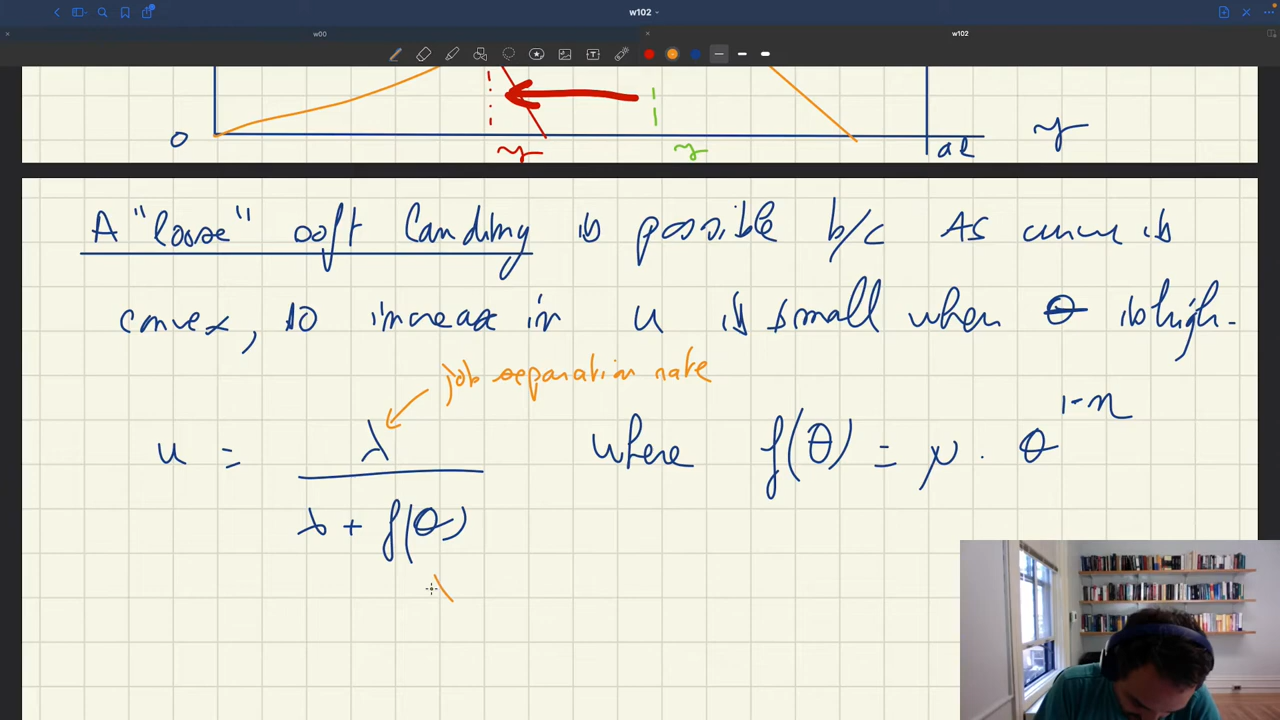 w102
w00 w102
0 y y al y
A "loose" soft landing is possible b/c AS curve is
convex, so increase in u is small when θ is high.
job separation rate
u = λ / λ + f(θ) where f(θ) = μ · θ^1-η